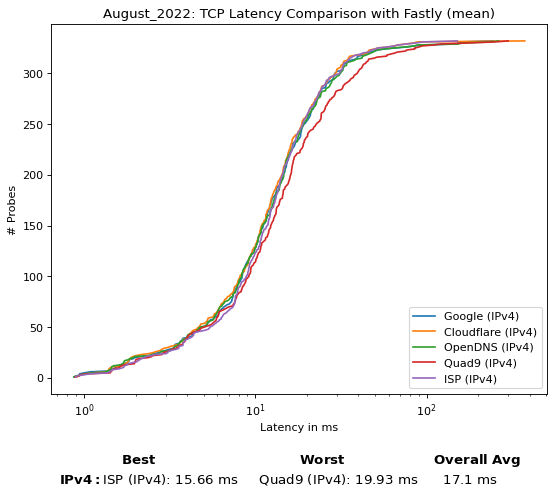 August_2022: TCP Latency Comparison with Fastly (mean)
# Probes
300
250
200
150
100
50
0
Google (IPv4)
Cloudflare (IPv4)
OpenDNS (IPv4)
Quad9 (IPv4)
ISP (IPv4)
10⁰ 10¹ 10²
Latency in ms
Best Worst Overall Avg
IPv4: ISP (IPv4): 15.66 ms Quad9 (IPv4): 19.93 ms 17.1 ms